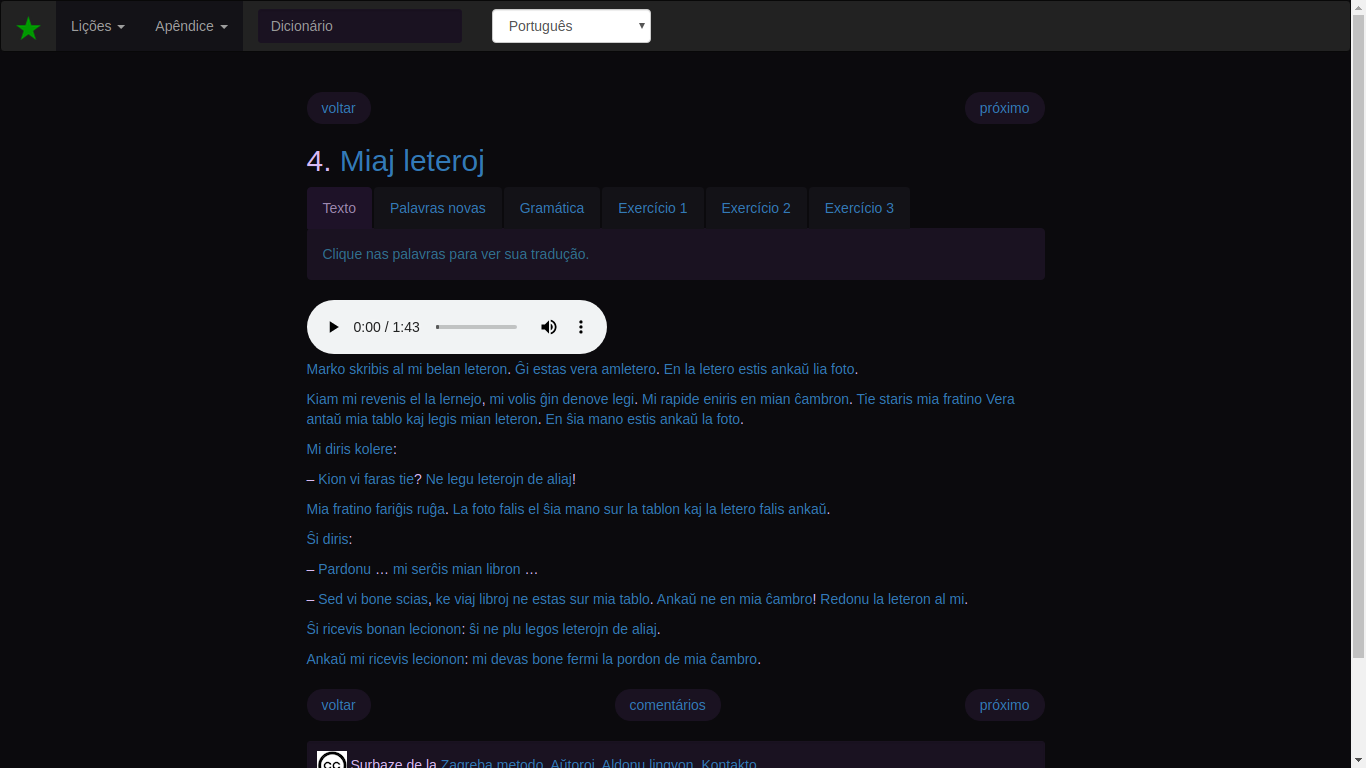 Lições Apêndice Dicionário Português
voltar próximo
4. Miaj leteroj
Texto Palavras novas Gramática Exercício 1 Exercício 2 Exercício 3
Clique nas palavras para ver sua tradução.
0:00 / 1:43
Marko skribis al mi belan leteron. Ĝi estas vera amletero. En la letero estis ankaŭ lia foto.
Kiam mi revenis el la lernejo, mi volis ĝin denove legi. Mi rapide eniris en mian ĉambron. Tie staris mia fratino Vera
antaŭ mia tablo kaj legis mian leteron. En ŝia mano estis ankaŭ la foto.
Mi diris kolere:
– Kion vi faras tie? Ne legu leterojn de aliaj!
Mia fratino fariĝis ruĝa. La foto falis el ŝia mano sur la tablon kaj la letero falis ankaŭ.
Ŝi diris:
– Pardonu … mi serĉis mian libron …
– Sed vi bone scias, ke viaj libroj ne estas sur mia tablo. Ankaŭ ne en mia ĉambro! Redonu la leteron al mi.
Ŝi ricevis bonan lecionon: ŝi ne plu legos leterojn de aliaj.
Ankaŭ mi ricevis lecionon: mi devas bone fermi la pordon de mia ĉambro.
voltar comentários próximo
cc Surbaze de la Zagreba metodo. Aŭtoroj. Aldonu lingvon. Kontakto.